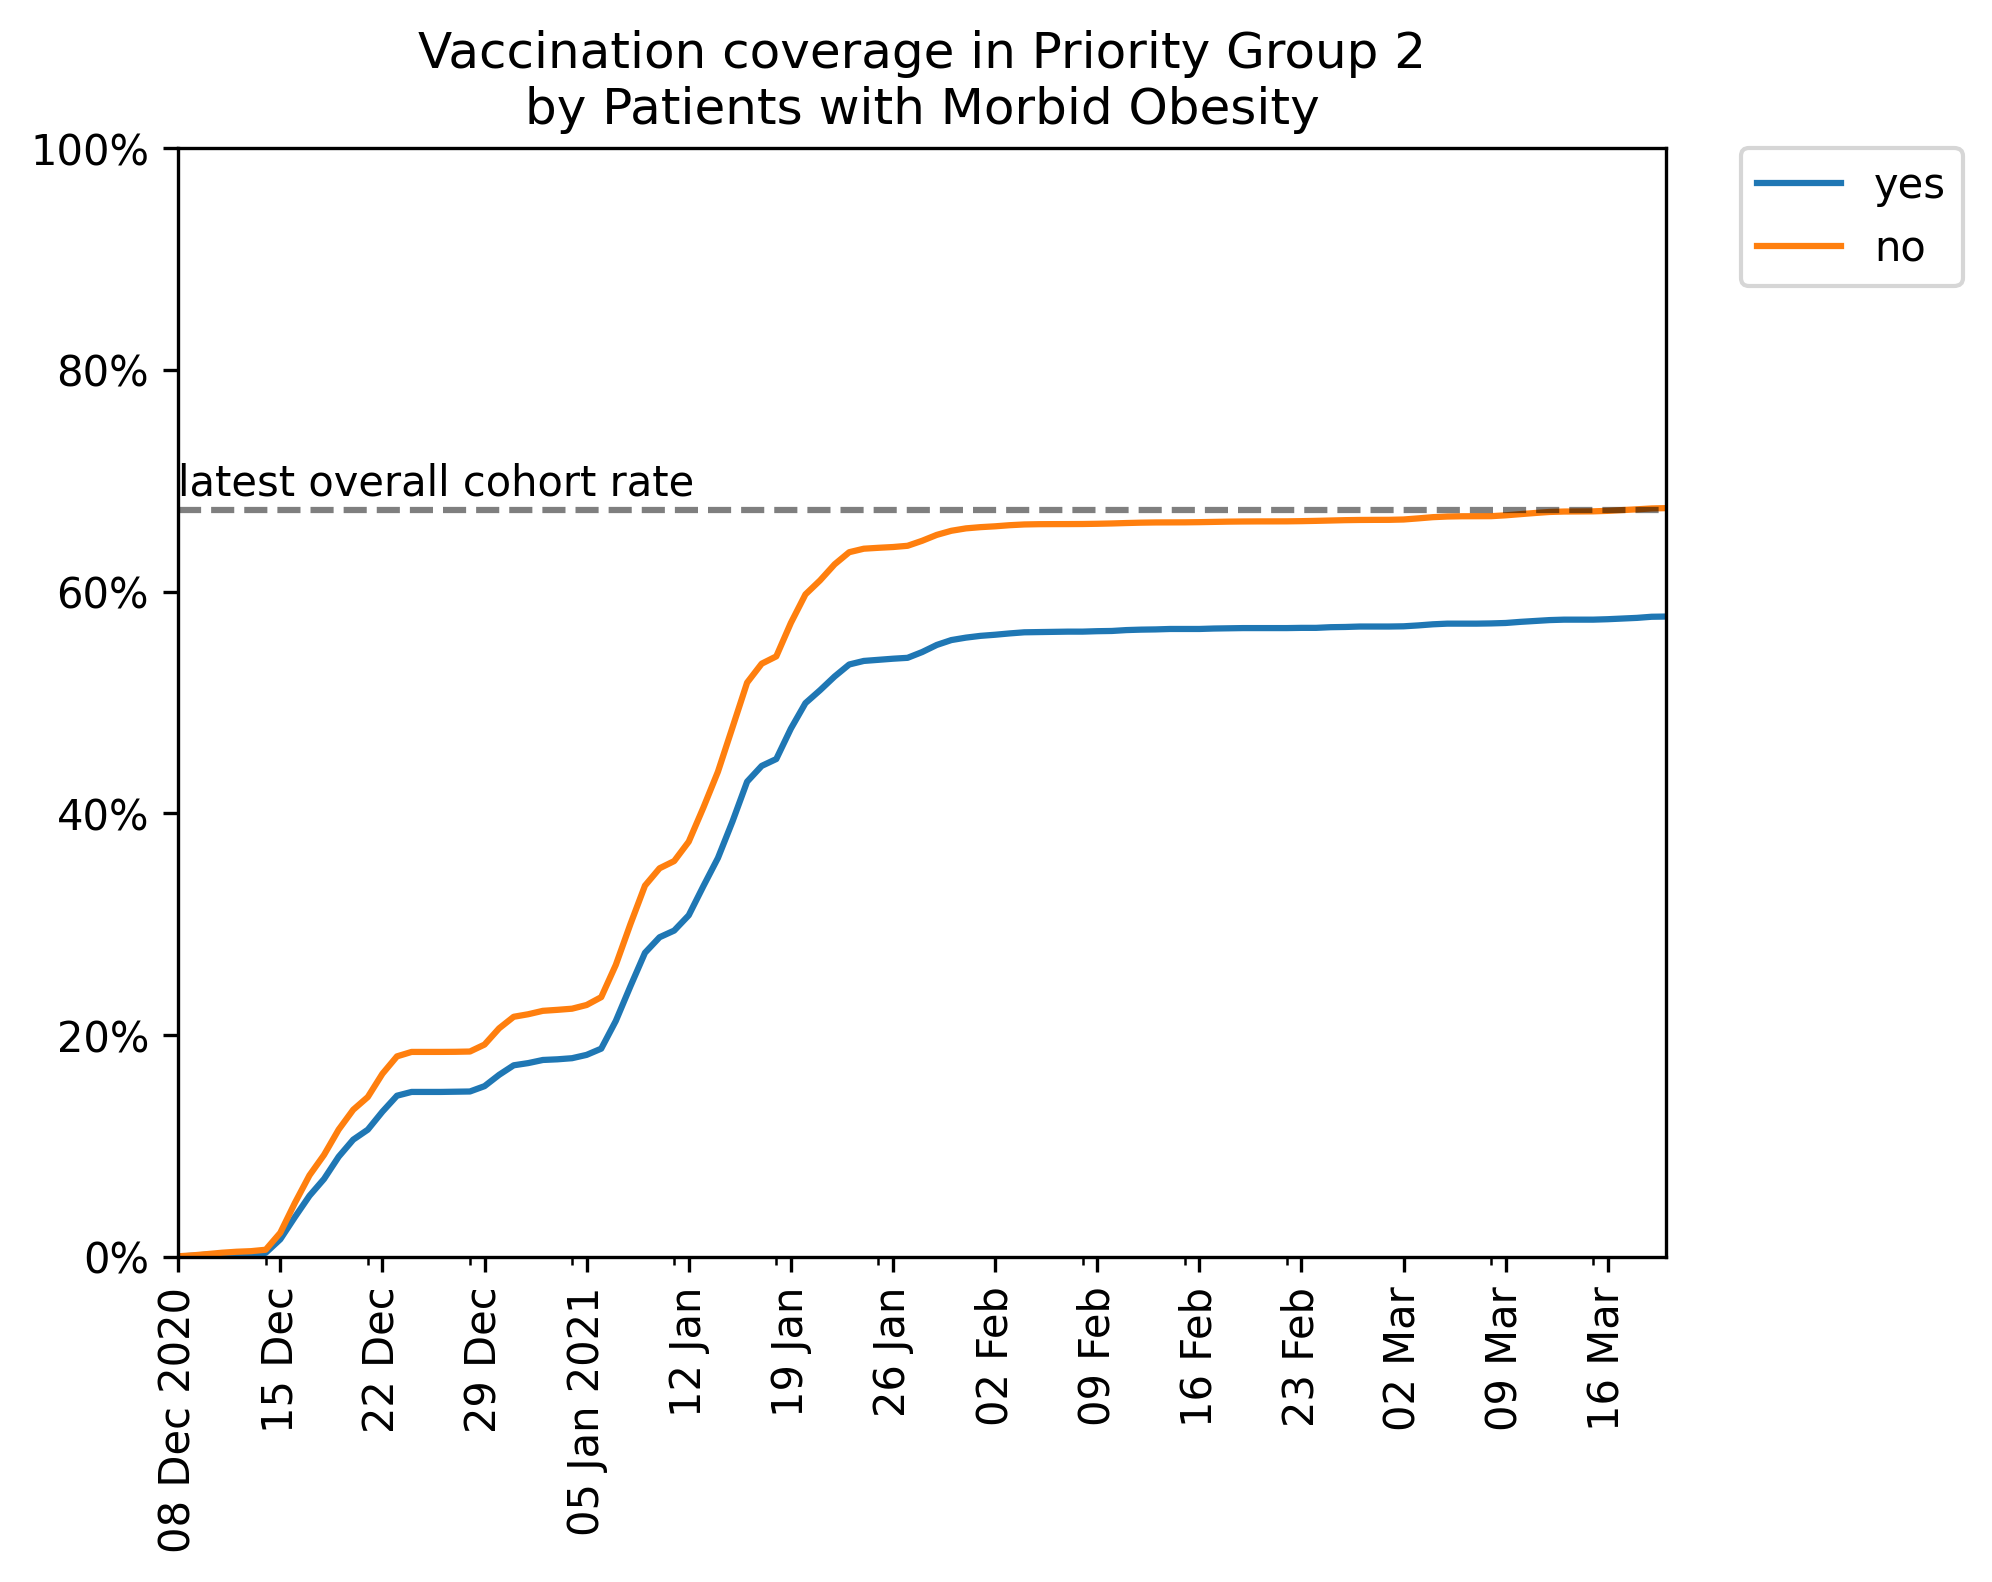 Vaccination coverage in Priority Group 2
by Patients with Morbid Obesity
100%
80%
60%
40%
20%
0%
latest overall cohort rate
yes
no
08 Dec 2020
15 Dec
22 Dec
29 Dec
05 Jan 2021
12 Jan
19 Jan
26 Jan
02 Feb
09 Feb
16 Feb
23 Feb
02 Mar
09 Mar
16 Mar